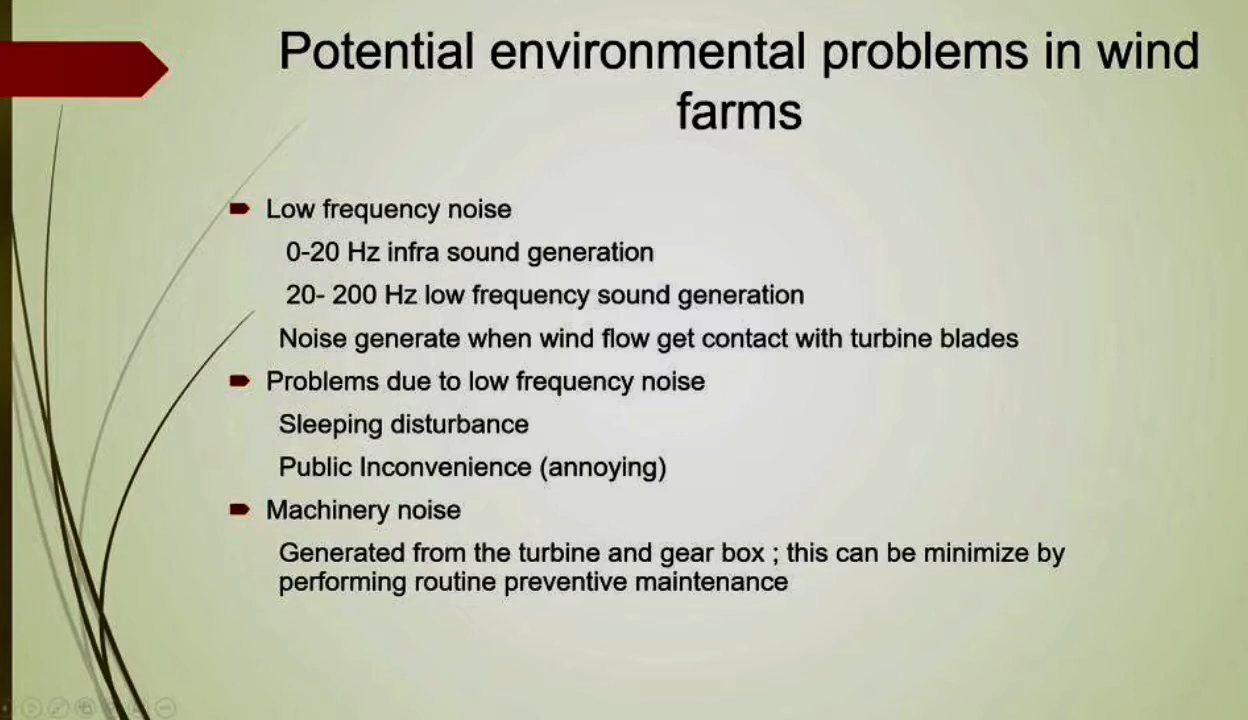 Potential environmental problems in wind
farms
Low frequency noise
0-20 Hz infra sound generation
20- 200 Hz low frequency sound generation
Noise generate when wind flow get contact with turbine blades
Problems due to low frequency noise
Sleeping disturbance
Public Inconvenience (annoying)
Machinery noise
Generated from the turbine and gear box ; this can be minimize by
performing routine preventive maintenance